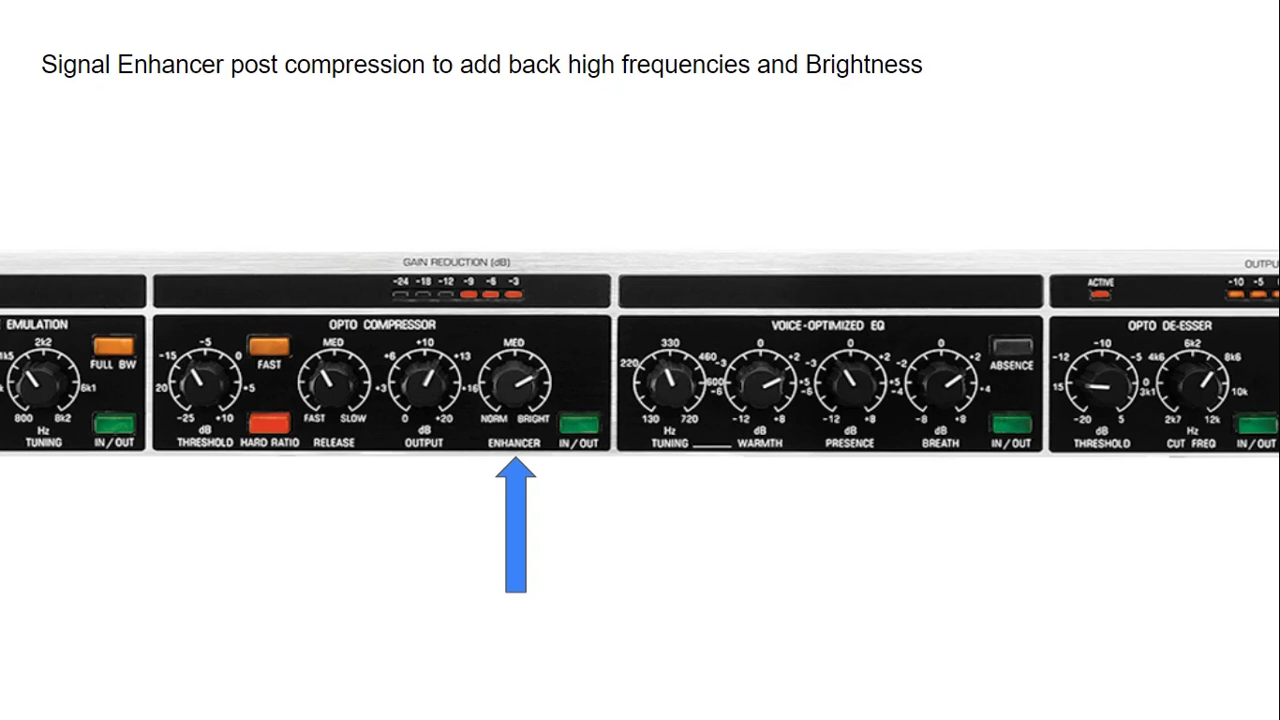 Signal Enhancer post compression to add back high frequencies and Brightness
GAIN REDUCTION (dB)
OUTPU
-24 -18 -12 -9 -6 -3
ACTIVE
-10 -5
E EMULATION
OPTO COMPRESSOR
VOICE-OPTIMIZED EQ
OPTO DE-ESSER
2k2
1k5
6k1
800 8k2
Hz
TUNING
FULL BW
IN/OUT
-5
-15 0
20 +5
-25 +10
dB
THRESHOLD
FAST
HARD RATIO
MED
FAST SLOW
RELEASE
+10
+6 +13
+3 +16
0 +20
dB
OUTPUT
MED
NORM BRIGHT
ENHANCER
IN/OUT
330
220 460
600
130 720
Hz
TUNING
0
-3 +2
-6 +5
-12 +8
dB
WARMTH
0
-3 +2
-6 +5
-12 +8
dB
PRESENCE
0
-2 +2
-4 +4
-8 +8
dB
BREATH
ABSENCE
IN/OUT
-10
-12 -5
15 0
-20 5
dB
THRESHOLD
6k2
4k6 8k6
3k1 10k
2k7 12k
Hz
CUT FREQ
IN/OUT